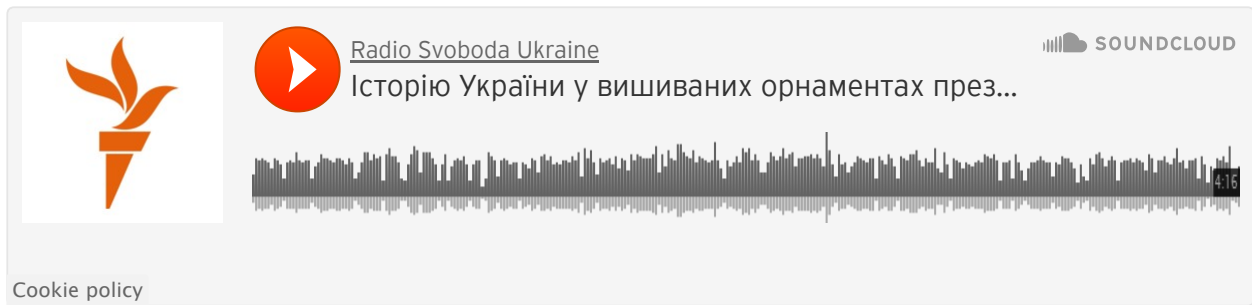 Radio Svoboda Ukraine
SOUNDCLOUD
Історію України у вишиваних орнаментах през...
4:16
Cookie policy